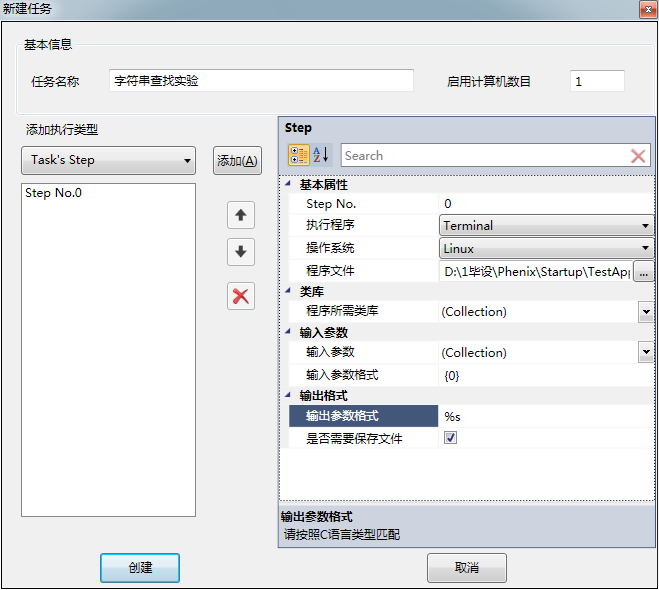 新建任务
基本信息
任务名称 字符串查找实验 启用计算机数目 1
添加执行类型
Task's Step 添加(A)
Step No.0
Step
Search
基本属性
Step No. 0
执行程序 Terminal
操作系统 Linux
程序文件 D:\1毕设\Phenix\Startup\TestApp ...
类库
程序所需类库 (Collection)
输入参数
输入参数 (Collection)
输入参数格式 {0}
输出格式
输出参数格式 %s
是否需要保存文件
输出参数格式
请按照C语言类型匹配
创建 取消